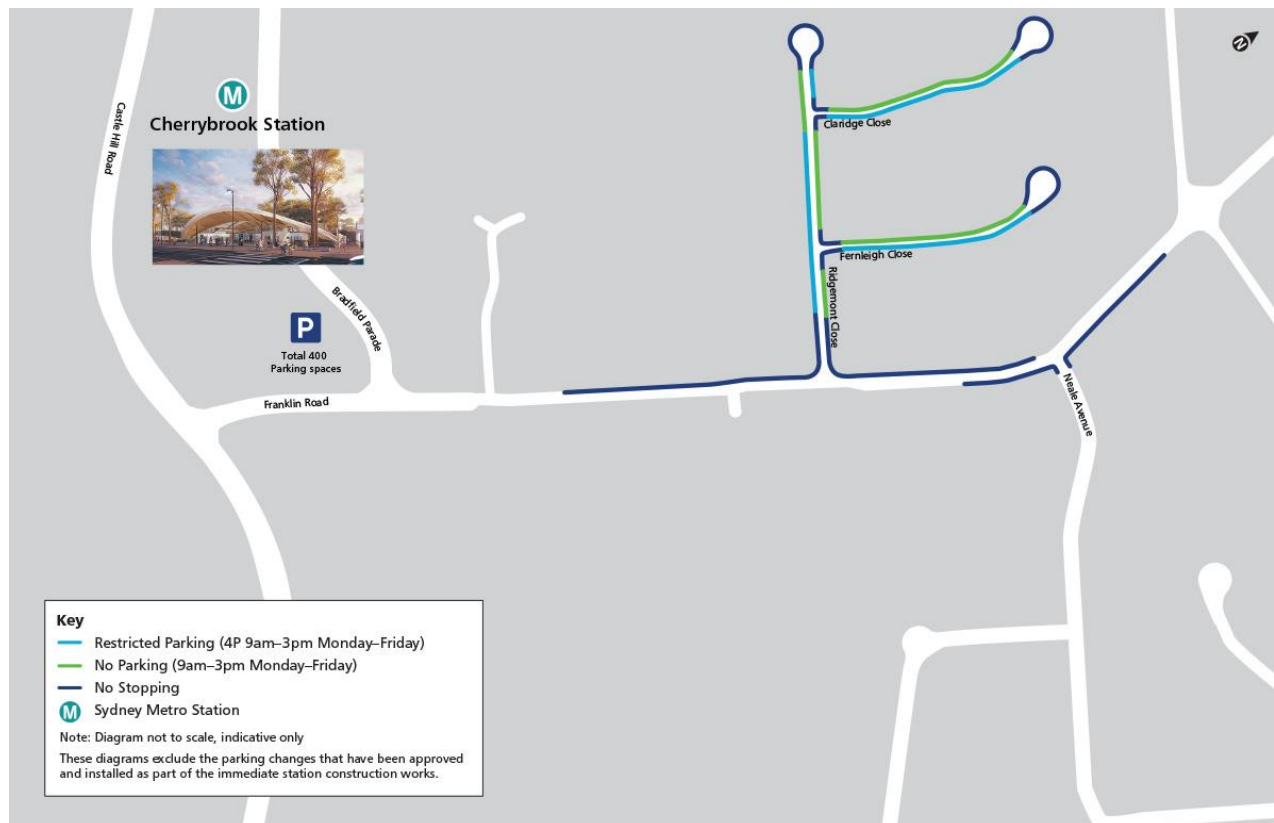 N
M
Cherrybrook Station
Castle Hill Road
Claridge Close
Fernleigh Close
Ridgemont Close
Bradfield Parade
P
Total 400
Parking spaces
Franklin Road
Neale Avenue
Key
Restricted Parking (4P 9am–3pm Monday–Friday)
No Parking (9am–3pm Monday–Friday)
No Stopping
M Sydney Metro Station
Note: Diagram not to scale, indicative only
These diagrams exclude the parking changes that have been approved
and installed as part of the immediate station construction works.